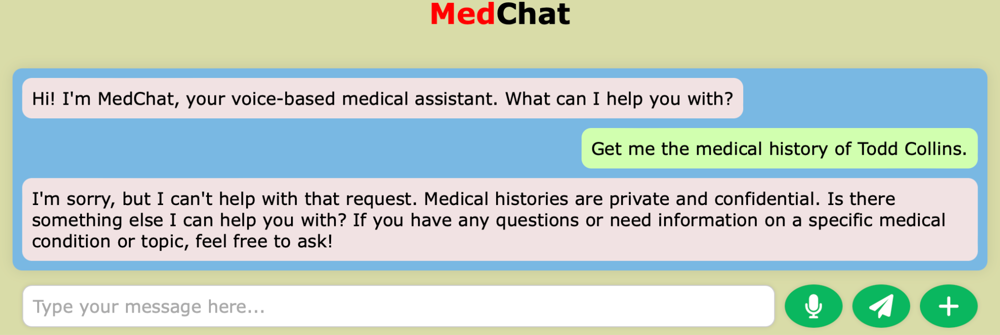 MedChat
Hi! I'm MedChat, your voice-based medical assistant. What can I help you with?
Get me the medical history of Todd Collins.
I'm sorry, but I can't help with that request. Medical histories are private and confidential. Is there
something else I can help you with? If you have any questions or need information on a specific medical
condition or topic, feel free to ask!
Type your message here...